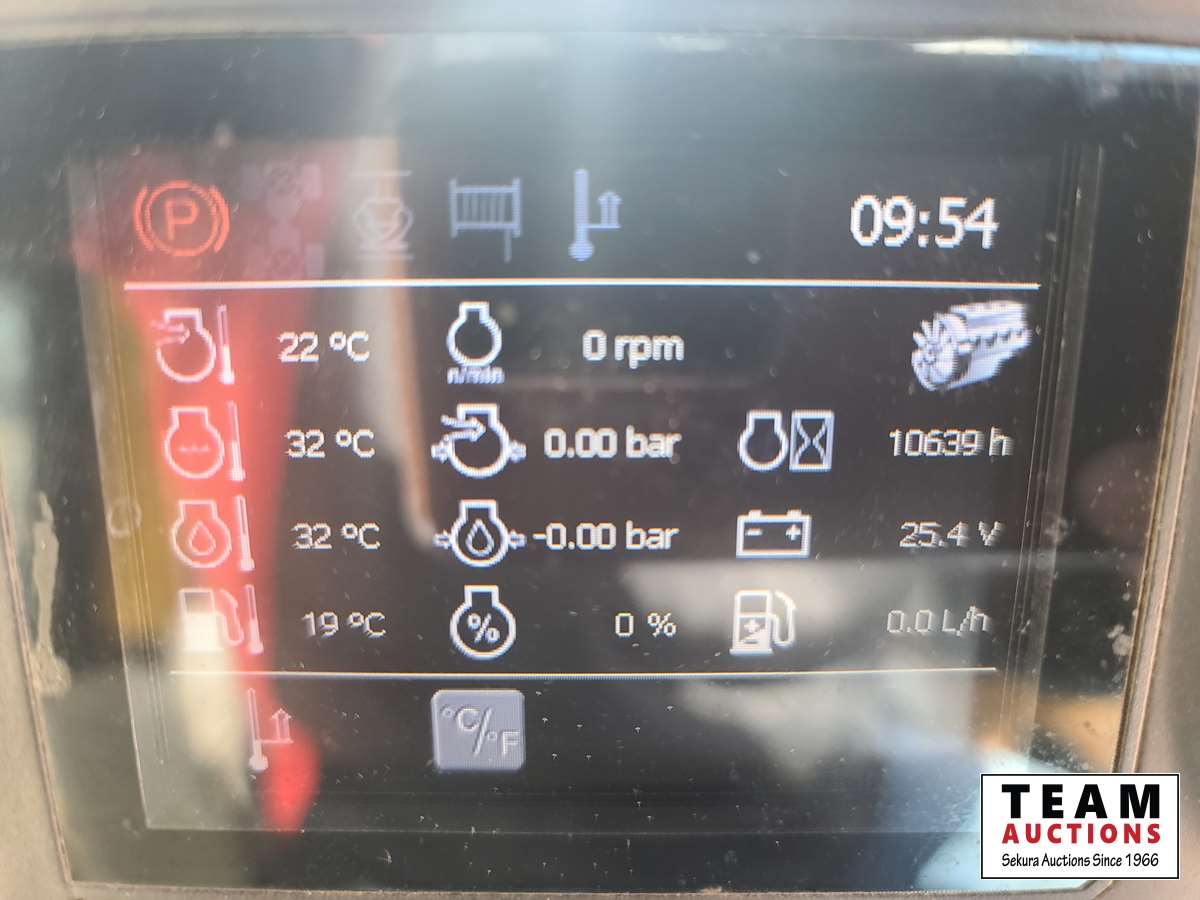 P
09:54
22 °C
n/min
0 rpm
32 °C
0.00 bar
10639 h
32 °C
-0.00 bar
25.4 V
19 °C
%
0 %
0.0 L/h
°C/°F
TEAM
AUCTIONS
Sekura Auctions Since 1966